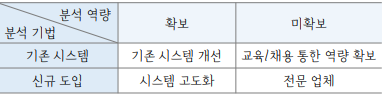 분석 역량
분석 기법
확보 미확보
기존 시스템 기존 시스템 개선 교육/채용 통한 역량 확보
신규 도입 시스템 고도화 전문 업체